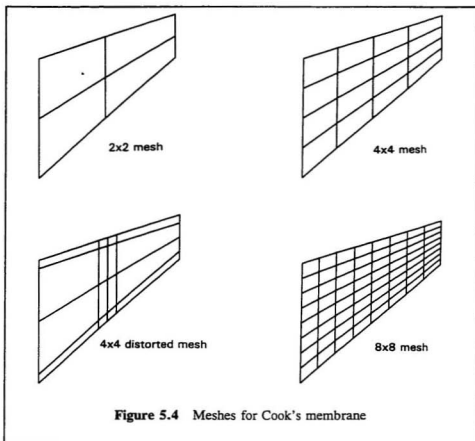 2x2 mesh
4x4 mesh
4x4 distorted mesh
8x8 mesh
Figure 5.4 Meshes for Cook's membrane